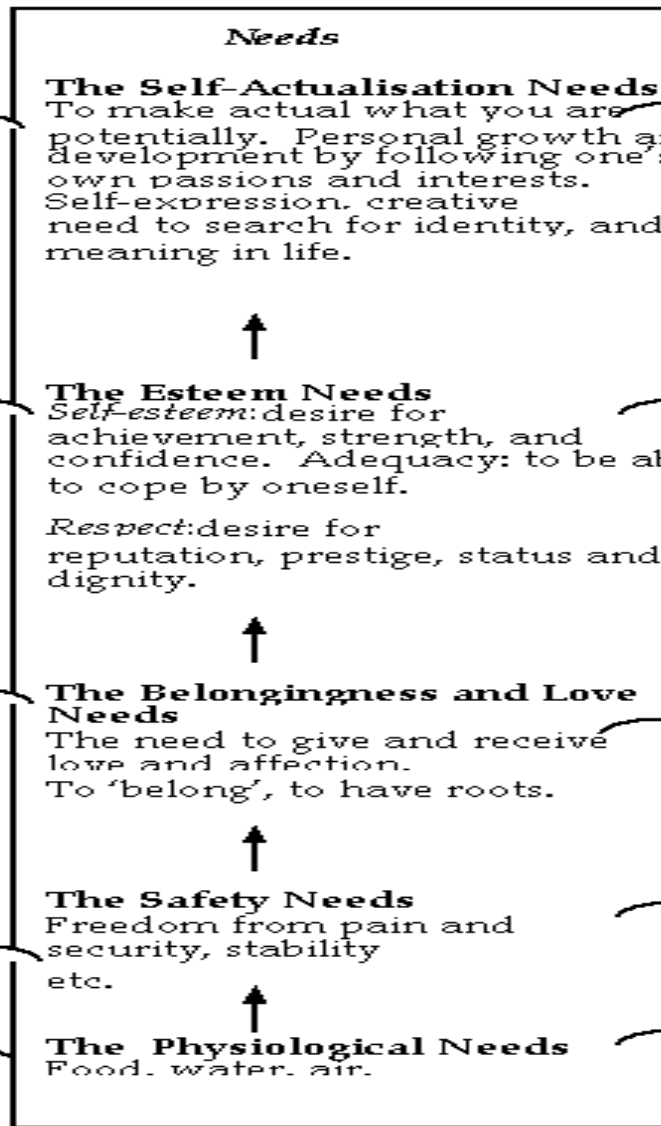 Needs
The Self-Actualisation Needs
To make actual what you are
potentially. Personal growth a
development by following one's
own passions and interests.
Self-expression, creative
need to search for identity, and
meaning in life.
The Esteem Needs
Self-esteem: desire for
achievement, strength, and
confidence. Adequacy: to be ab
to cope by oneself.
Respect: desire for
reputation, prestige, status and
dignity.
The Belongingness and Love
Needs
The need to give and receive
love and affection.
To ‘belong’, to have roots.
The Safety Needs
Freedom from pain and
security, stability
etc.
The Physiological Needs
Food, water, air.